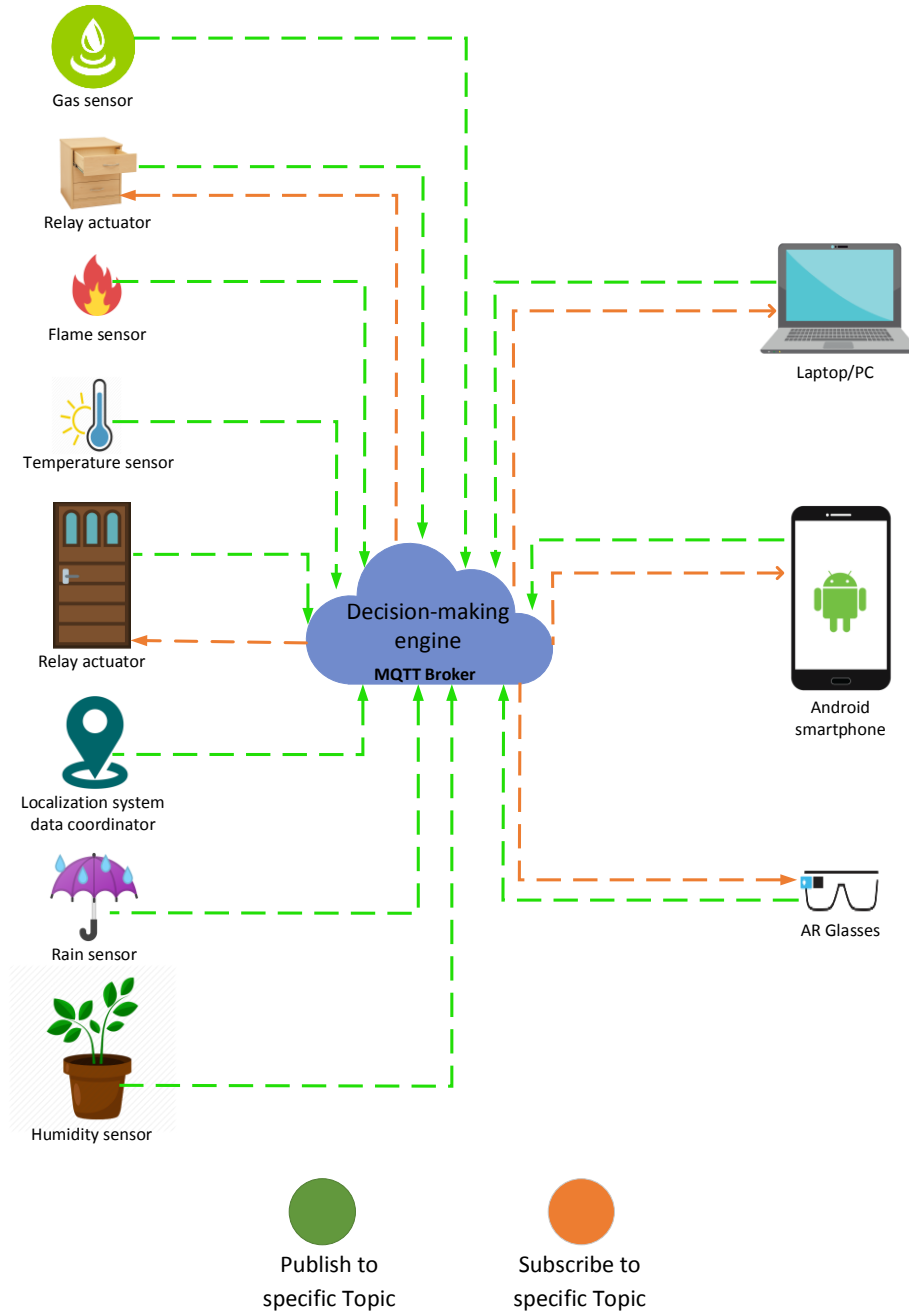 Gas sensor
Relay actuator
Flame sensor
Temperature sensor
Relay actuator
Localization system
data coordinator
Rain sensor
Humidity sensor
Decision-making
engine
MQTT Broker
Laptop/PC
Android
smartphone
AR Glasses
Publish to
specific Topic
Subscribe to
specific Topic